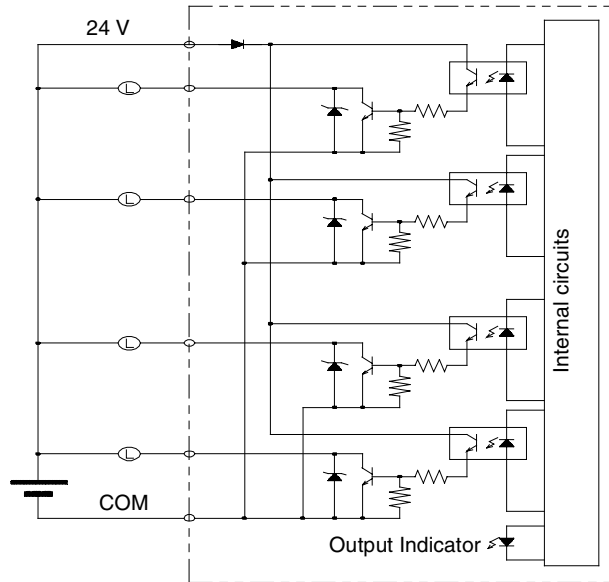 24 V
L
L
L
L
COM
Internal circuits
Output Indicator